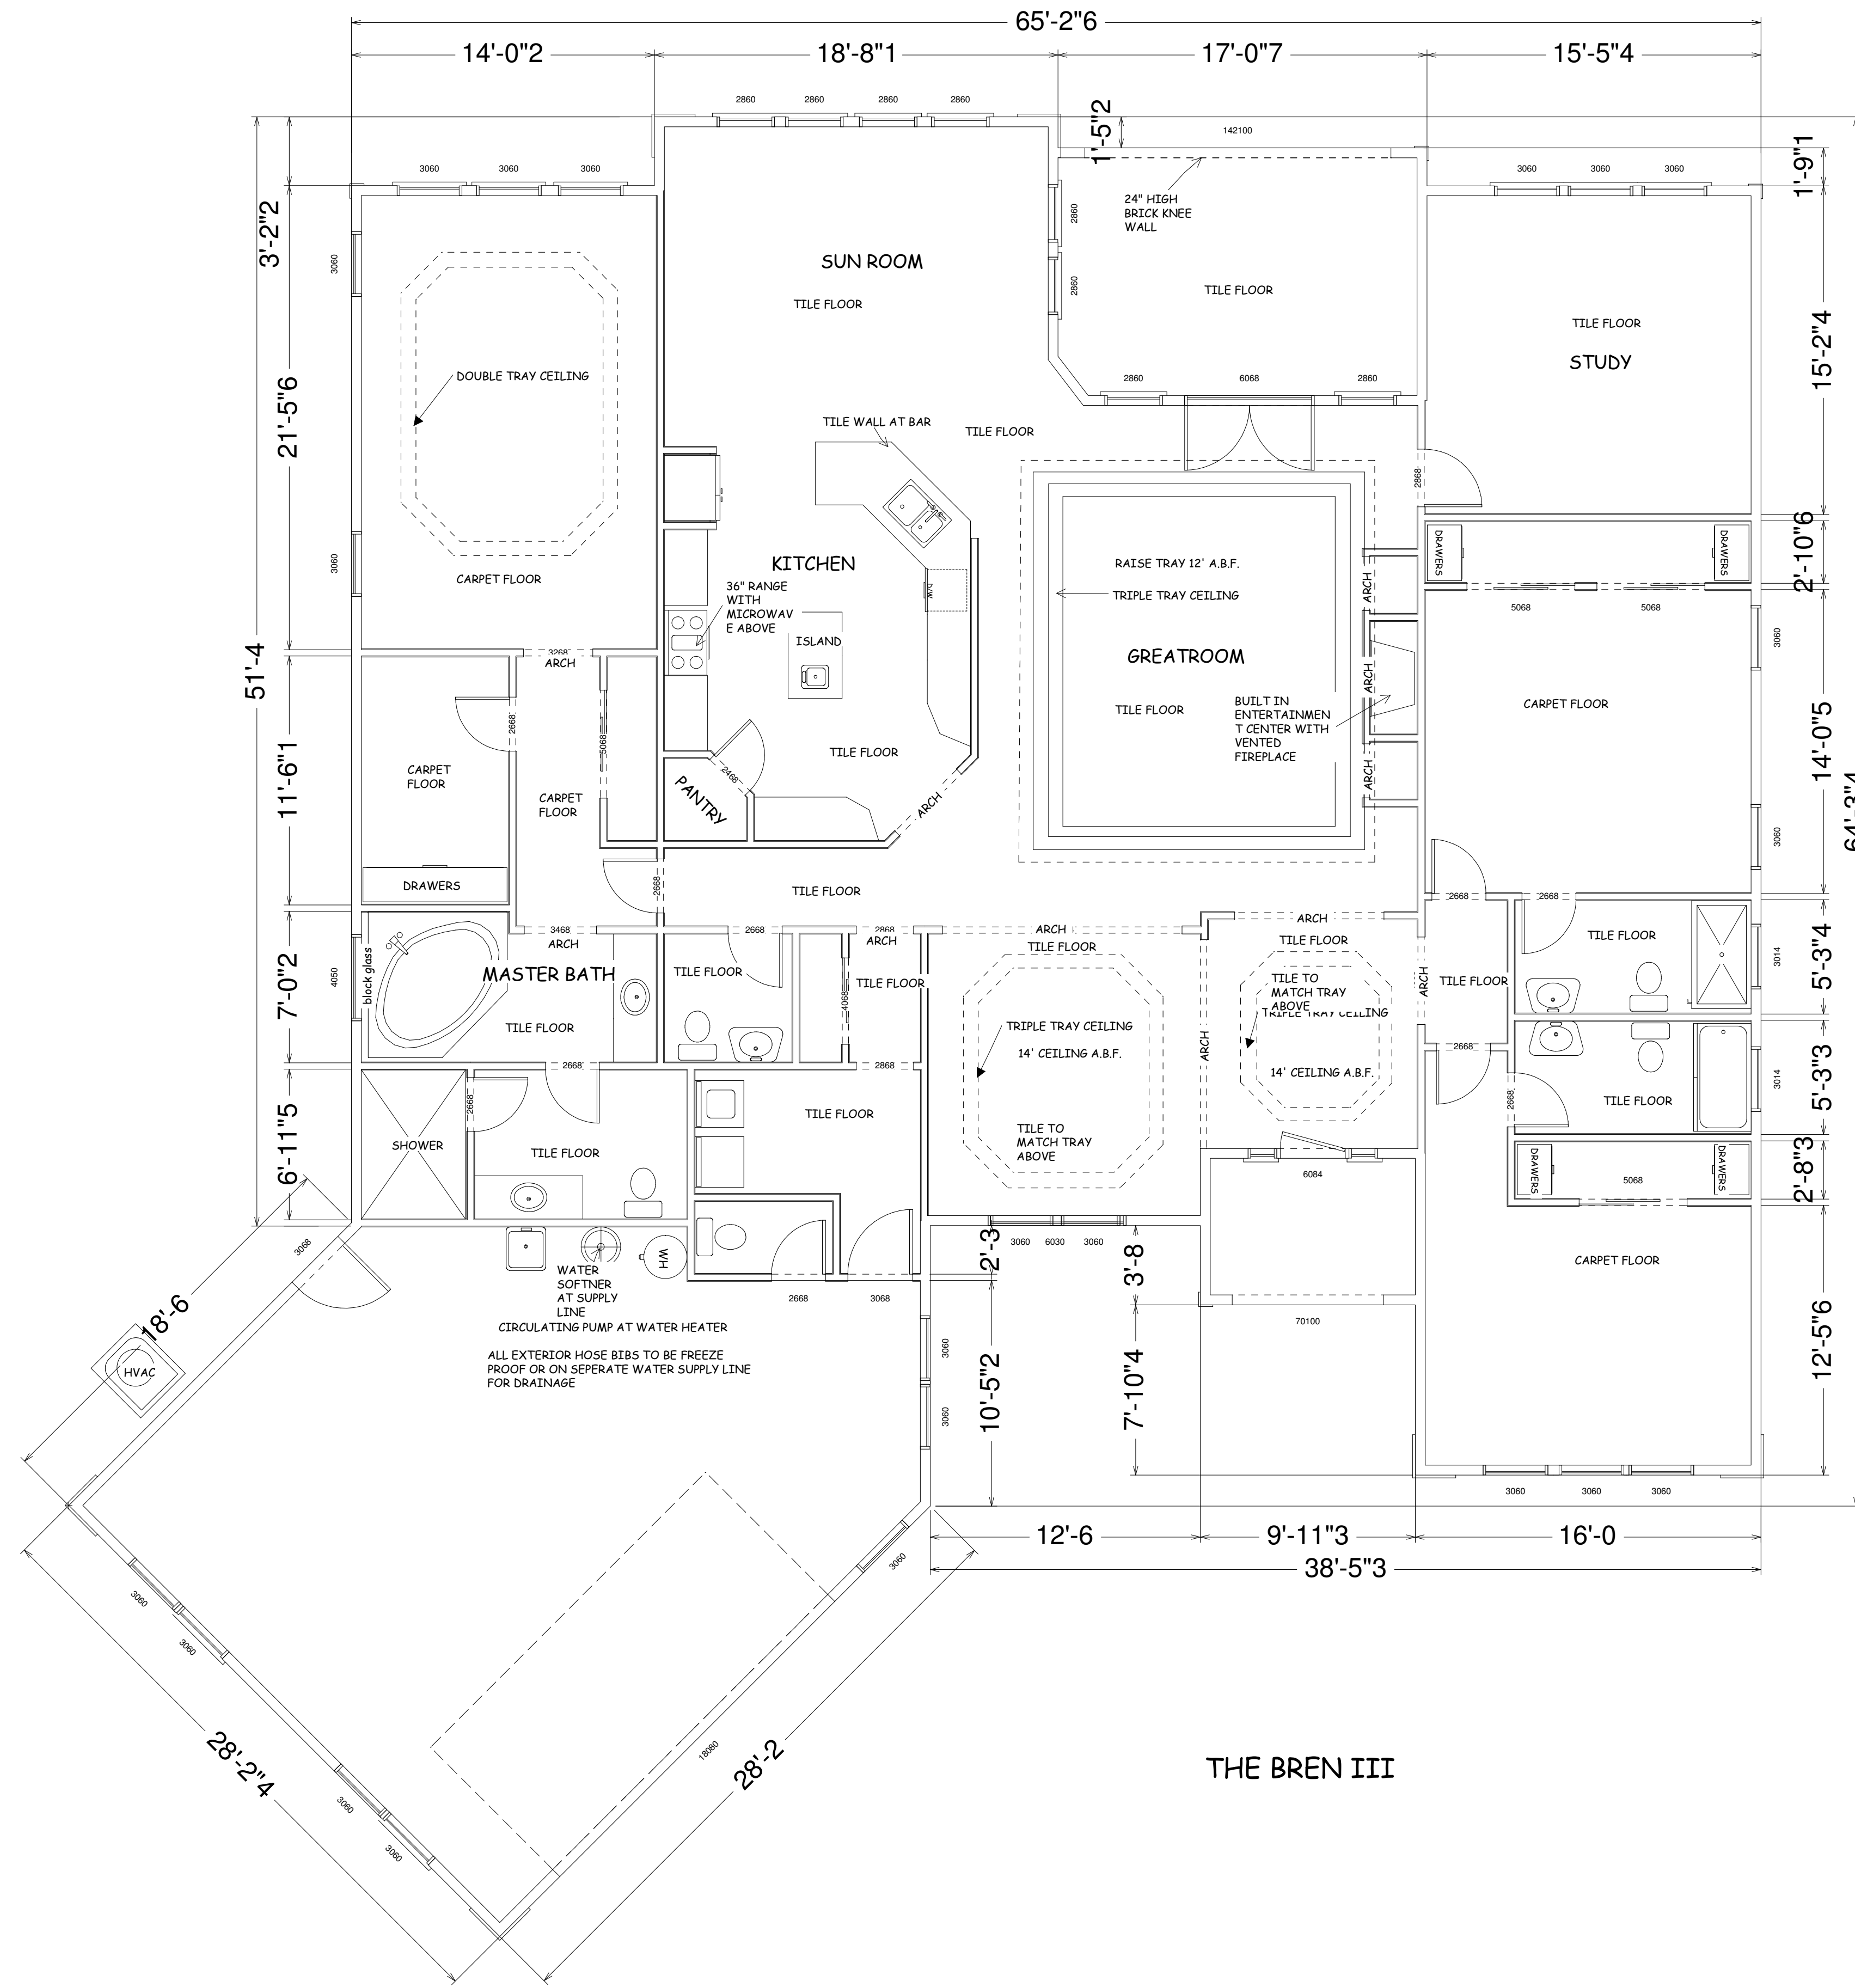 65'-2"6
14'-0"2
18'-8"1
17'-0"7
15'-5"4
2860
2860
2860
2860
1'-5"2
142100
1'-9"1
3060
3060
3060
3060
3060
3060
3'-2"2
3060
24" HIGH
BRICK KNEE
WALL
2860
2860
SUN ROOM
TILE FLOOR
TILE FLOOR
TILE FLOOR
STUDY
15'-2"4
DOUBLE TRAY CEILING
21'-5"6
2860
6068
2860
TILE WALL AT BAR
TILE FLOOR
2868
3060
CARPET FLOOR
KITCHEN
36" RANGE
WITH
MICROWAV
E ABOVE
ISLAND
D/W
RAISE TRAY 12' A.B.F.
TRIPLE TRAY CEILING
GREATROOM
TILE FLOOR
BUILT IN
ENTERTAINMEN
T CENTER WITH
VENTED
FIREPLACE
ARCH
ARCH
ARCH
DRAWERS
DRAWERS
2'-10"6
5068
5068
3060
CARPET FLOOR
14'-0"5
3060
64'-3"4
51'-4
3268
ARCH
2668
5068
CARPET
FLOOR
CARPET
FLOOR
11'-6"1
DRAWERS
TILE FLOOR
2468
PANTRY
ARCH
2668
TILE FLOOR
2668
2668
3468
ARCH
2668
2868
ARCH
ARCH
TILE FLOOR
ARCH
TILE FLOOR
7'-0"2
4050
block glass
MASTER BATH
TILE FLOOR
TILE FLOOR
4068
TILE FLOOR
TRIPLE TRAY CEILING
14' CEILING A.B.F.
TILE TO
MATCH TRAY
ABOVE
ARCH
TILE TO
MATCH TRAY
ABOVE
TRIPLE TRAY CEILING
14' CEILING A.B.F.
ARCH
TILE FLOOR
TILE FLOOR
3014
5'-3"4
2668
2668
TILE FLOOR
3014
5'-3"3
2668
2668
2868
TILE FLOOR
6'-11"5
SHOWER
TILE FLOOR
6084
DRAWERS
5068
DRAWERS
2'-8"3
3068
WH
WATER
SOFTNER
AT SUPPLY
LINE
CIRCULATING PUMP AT WATER HEATER
ALL EXTERIOR HOSE BIBS TO BE FREEZE
PROOF OR ON SEPERATE WATER SUPPLY LINE
FOR DRAINAGE
2668
3068
3060
6030
3060
2'-3
3'-8
CARPET FLOOR
70100
3060
3060
10'-5"2
7'-10"4
12'-5"6
18'-6
HVAC
3060
3060
3060
12'-6
9'-11"3
16'-0
38'-5"3
3060
3060
3060
3060
3060
18080
28'-2"4
28'-2
THE BREN III